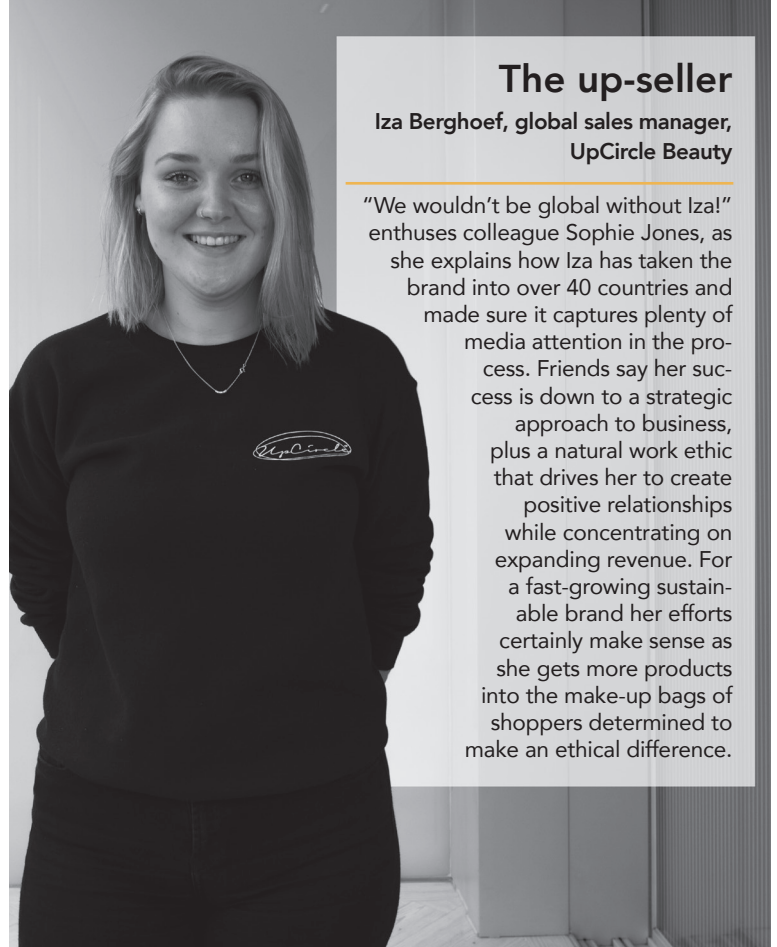 The up-seller
Iza Berghoef, global sales manager,
UpCircle Beauty
“We wouldn’t be global without Iza!”
enthuses colleague Sophie Jones, as
she explains how Iza has taken the
brand into over 40 countries and
made sure it captures plenty of
media attention in the pro-
cess. Friends say her suc-
cess is down to a strategic
approach to business,
plus a natural work ethic
that drives her to create
positive relationships
while concentrating on
expanding revenue. For
a fast-growing sustain-
able brand her efforts
certainly make sense as
she gets more products
into the make-up bags of
shoppers determined to
make an ethical difference.
UpCircle